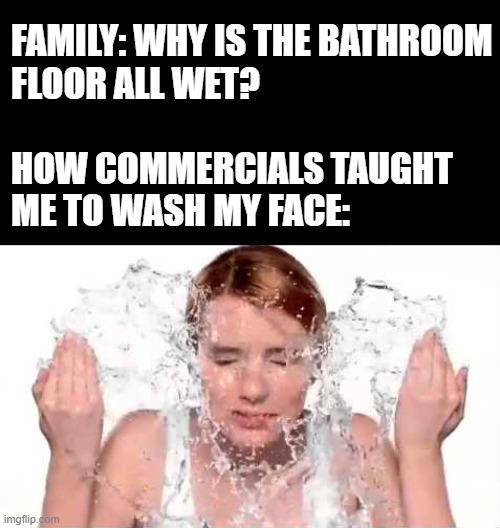 FAMILY: WHY IS THE BATHROOM
FLOOR ALL WET?
HOW COMMERCIALS TAUGHT
ME TO WASH MY FACE:
imgflip.com